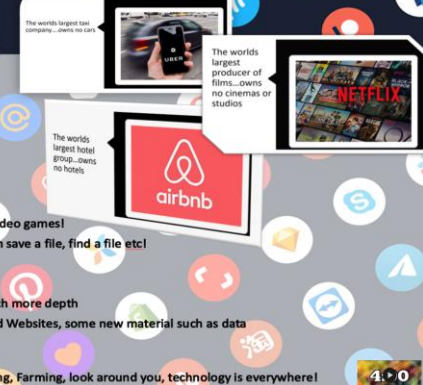 The worlds largest taxi
company....owns no cars
UBER
The worlds
largest
producer of
films...owns
no cinemas or
studios
NETFLIX
The worlds
largest hotel
group...owns
no hotels
airbnb
deo games!
save a file, find a file etc!
ch more depth
d Websites, some new material such as data
ng, Farming, look around you, technology is everywhere!